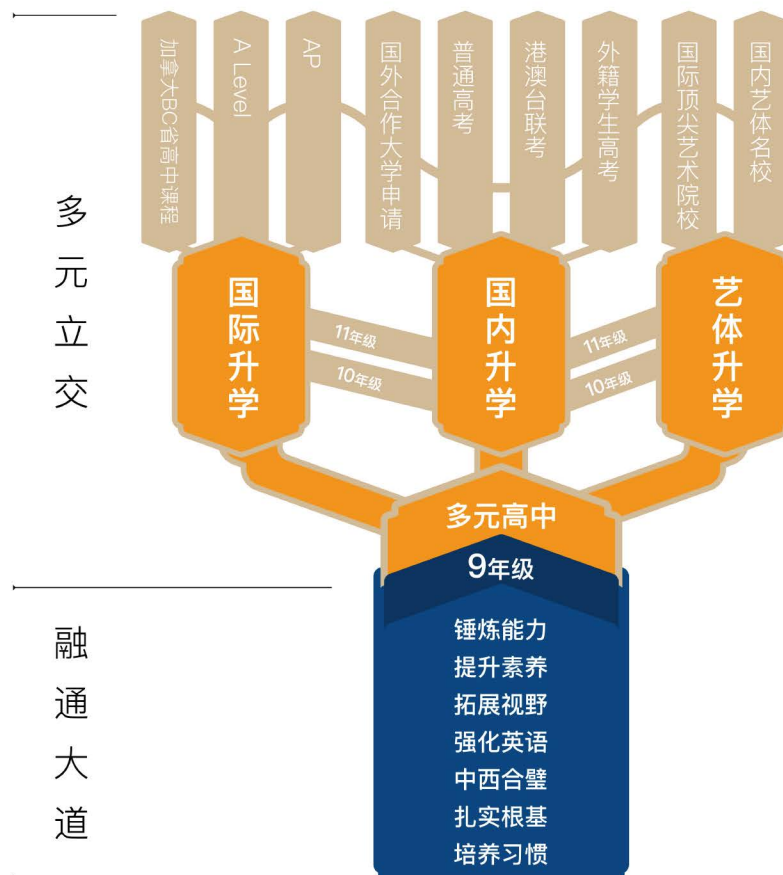 多元立交
加拿大BC省高中课程
A Level
AP
国外合作大学申请
普通高考
港澳台联考
外籍学生高考
国际顶尖艺术院校
国内艺体名校
国际升学
国内升学
艺体升学
11年级
10年级
11年级
10年级
多元高中
9年级
融通大道
锤炼能力
提升素养
拓展视野
强化英语
中西合璧
扎实根基
培养习惯